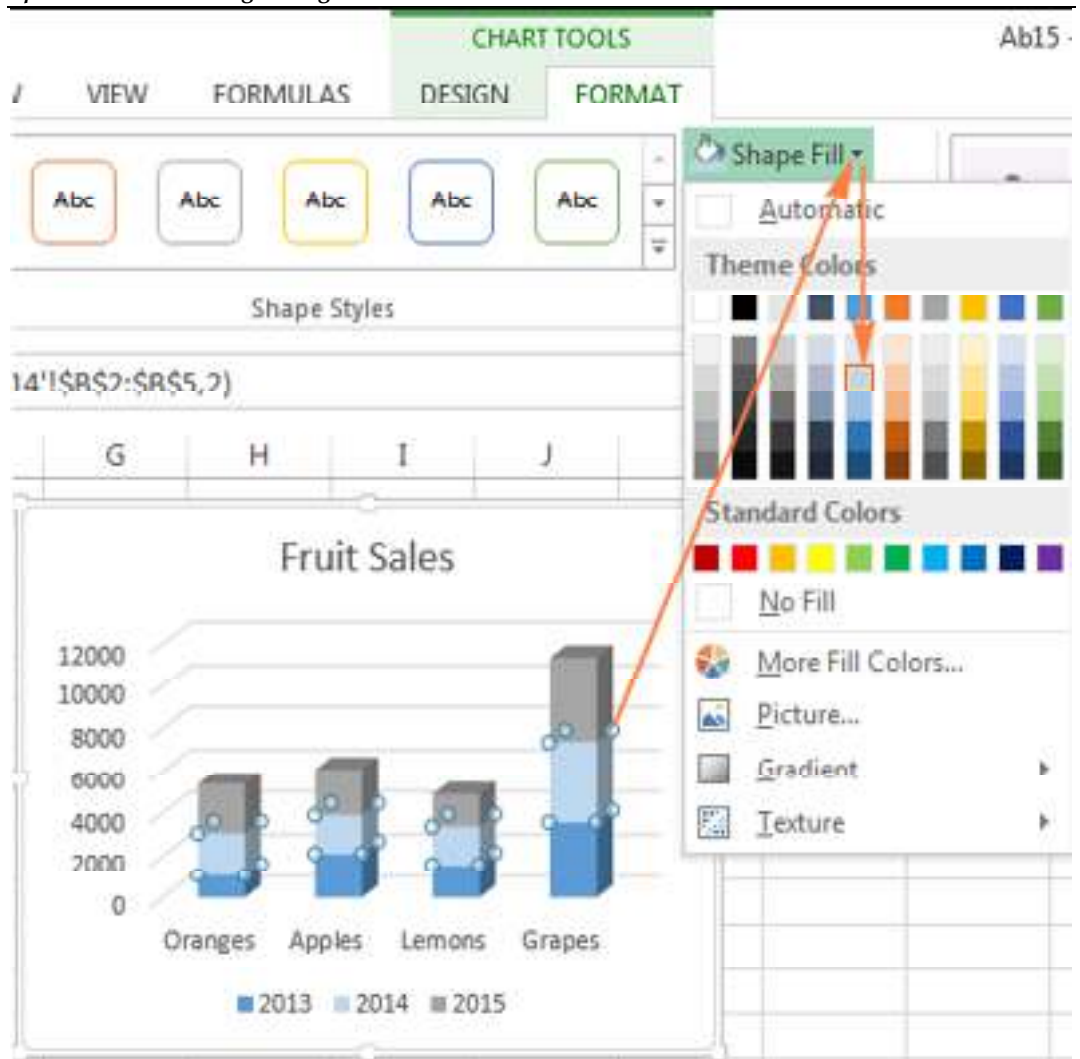 CHART TOOLS
Ab15 -
VIEW FORMULAS DESIGN FORMAT
Shape Fill
Abc Abc Abc Abc Abc
Automatic
Theme Colors
Shape Styles
14'!$B$2:$B$5,2)
G H I J
Standard Colors
Fruit Sales
No Fill
12000
More Fill Colors...
10000
Picture...
8000
6000
Gradient
4000
Texture
2000
0
Oranges Apples Lemons Grapes
2013 2014 2015